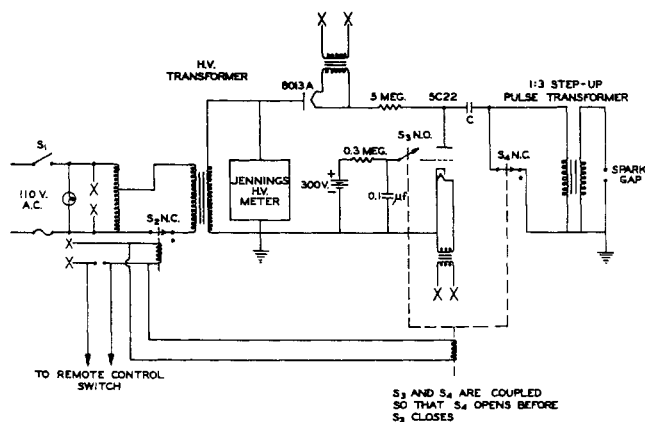 H.V.
TRANSFORMER
8013A
5 MEG.
5C22
C
1:3 STEP-UP
PULSE TRANSFORMER
S1
110 V.
A.C.
S2 N.C.
JENNINGS
H.V.
METER
0.3 MEG.
S3 N.O.
300V.
0.1 μf
S4 N.C.
SPARK
GAP
TO REMOTE CONTROL
SWITCH
S3 AND S4 ARE COUPLED
SO THAT S4 OPENS BEFORE
S3 CLOSES